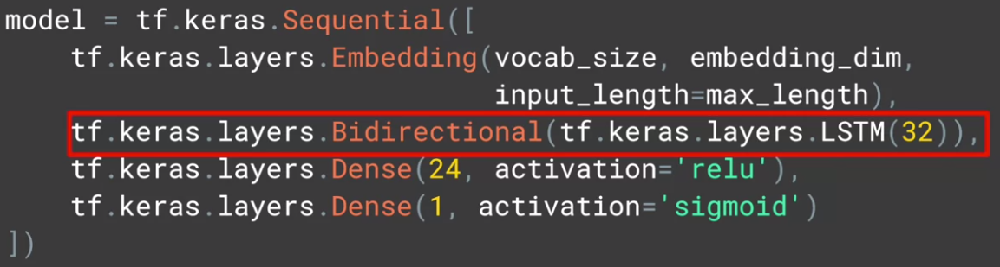 model = tf.keras.Sequential([
    tf.keras.layers.Embedding(vocab_size, embedding_dim,
                              input_length=max_length),
    tf.keras.layers.Bidirectional(tf.keras.layers.LSTM(32)),
    tf.keras.layers.Dense(24, activation='relu'),
    tf.keras.layers.Dense(1, activation='sigmoid')
])